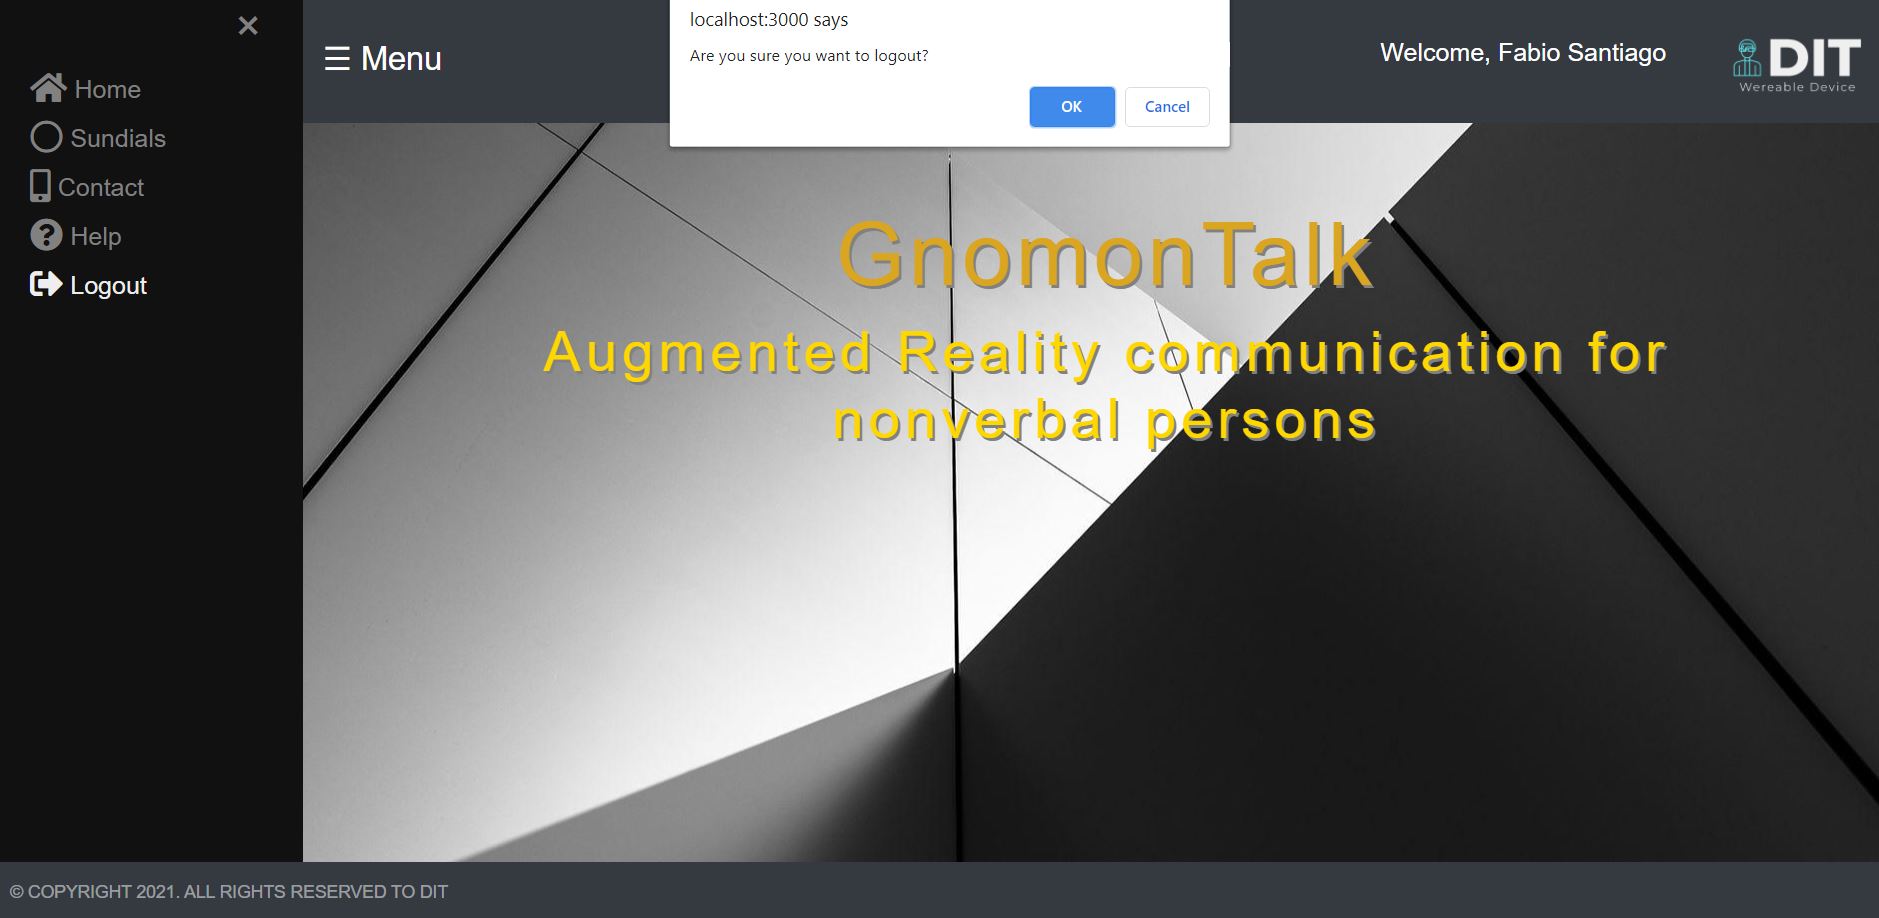 ×
Home
Sundials
Contact
Help
Logout
☰ Menu
localhost:3000 says
Are you sure you want to logout?
OK
Cancel
Welcome, Fabio Santiago
DIT
Wereable Device
GnomonTalk
Augmented Reality communication for
nonverbal persons
© COPYRIGHT 2021. ALL RIGHTS RESERVED TO DIT